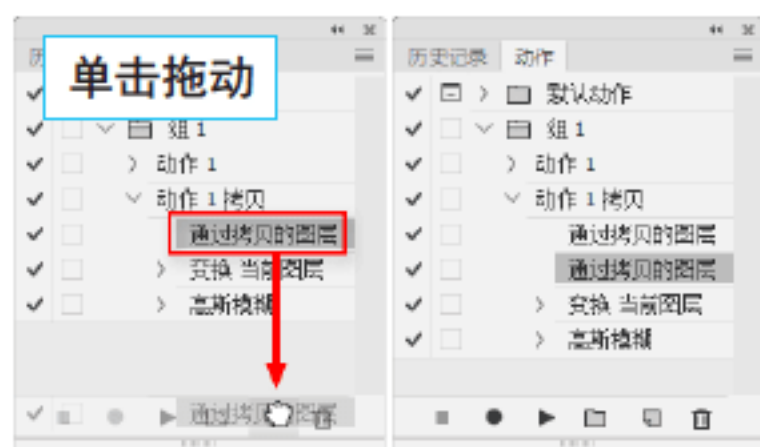 单击拖动
历
组 1
动作 1
动作 1 拷贝
通过拷贝的图层
变换 当前图层
高斯模糊
通过拷贝的图层
历史记录 动作
默认动作
组 1
动作 1
动作 1 拷贝
通过拷贝的图层
通过拷贝的图层
变换 当前图层
高斯模糊